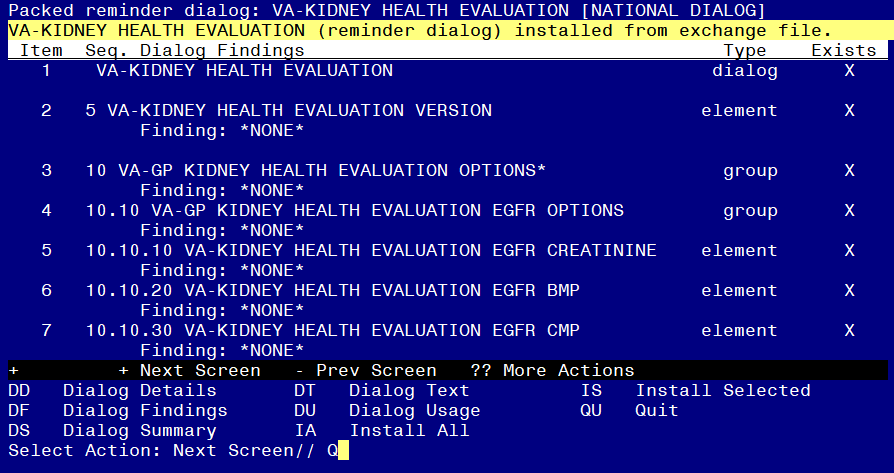 Packed reminder dialog: VA-KIDNEY HEALTH EVALUATION [NATIONAL DIALOG]
VA-KIDNEY HEALTH EVALUATION (reminder dialog) installed from exchange file.
Item  Seq. Dialog Findings  Type  Exists
1  VA-KIDNEY HEALTH EVALUATION  dialog  X
2  5 VA-KIDNEY HEALTH EVALUATION VERSION  element  X
Finding: *NONE*
3  10 VA-GP KIDNEY HEALTH EVALUATION OPTIONS*  group  X
Finding: *NONE*
4  10.10 VA-GP KIDNEY HEALTH EVALUATION EGFR OPTIONS  group  X
Finding: *NONE*
5  10.10.10 VA-KIDNEY HEALTH EVALUATION EGFR CREATININE  element  X
Finding: *NONE*
6  10.10.20 VA-KIDNEY HEALTH EVALUATION EGFR BMP  element  X
Finding: *NONE*
7  10.10.30 VA-KIDNEY HEALTH EVALUATION EGFR CMP  element  X
Finding: *NONE*
+  + Next Screen  - Prev Screen  ?? More Actions
DD  Dialog Details  DT  Dialog Text  IS  Install Selected
DF  Dialog Findings  DU  Dialog Usage  QU  Quit
DS  Dialog Summary  IA  Install All
Select Action: Next Screen// Q